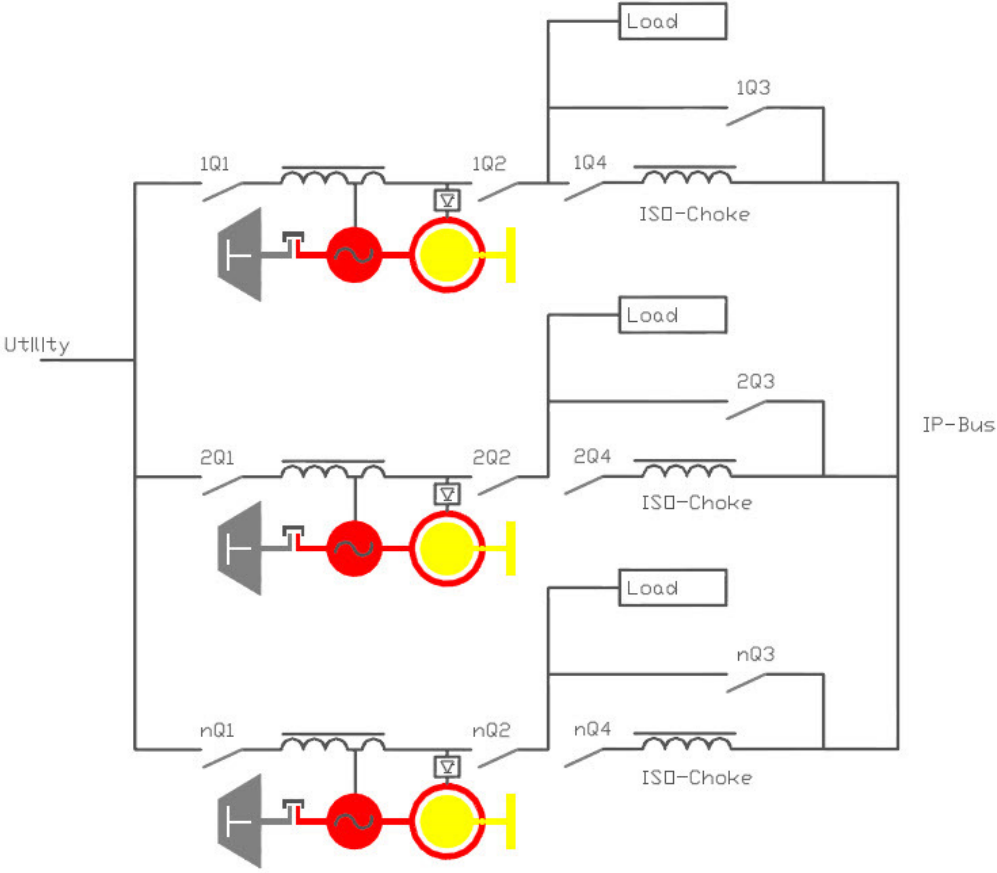 Load
1Q3
1Q1
1Q2
1Q4
ISO-Choke
Load
Utility
2Q3
IP-Bus
2Q1
2Q2
2Q4
ISO-Choke
Load
nQ3
nQ1
nQ2
nQ4
ISO-Choke